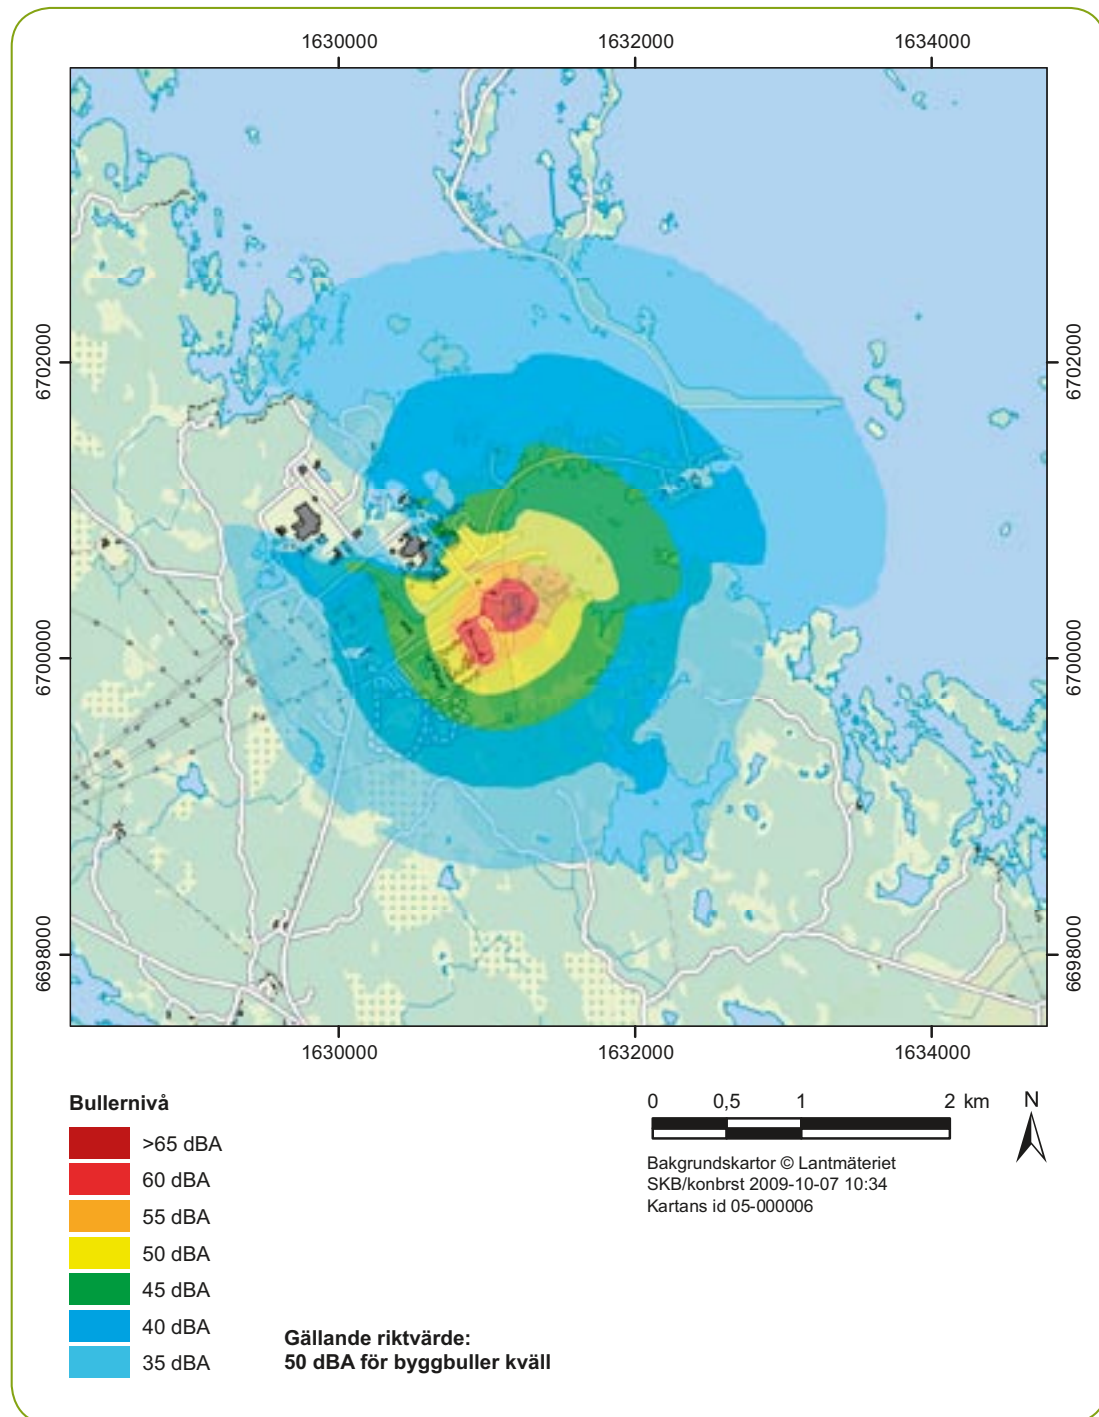 1630000 1632000 1634000
6702000 6702000
6700000 6700000
6698000 6698000
1630000 1632000 1634000
Bullernivå
>65 dBA
60 dBA
55 dBA
50 dBA
45 dBA
40 dBA
35 dBA
Gällande riktvärde:
50 dBA för byggbuller kväll
0 0,5 1 2 km
N
Bakgrundskartor © Lantmäteriet
SKB/konbrst 2009-10-07 10:34
Kartans id 05-000006